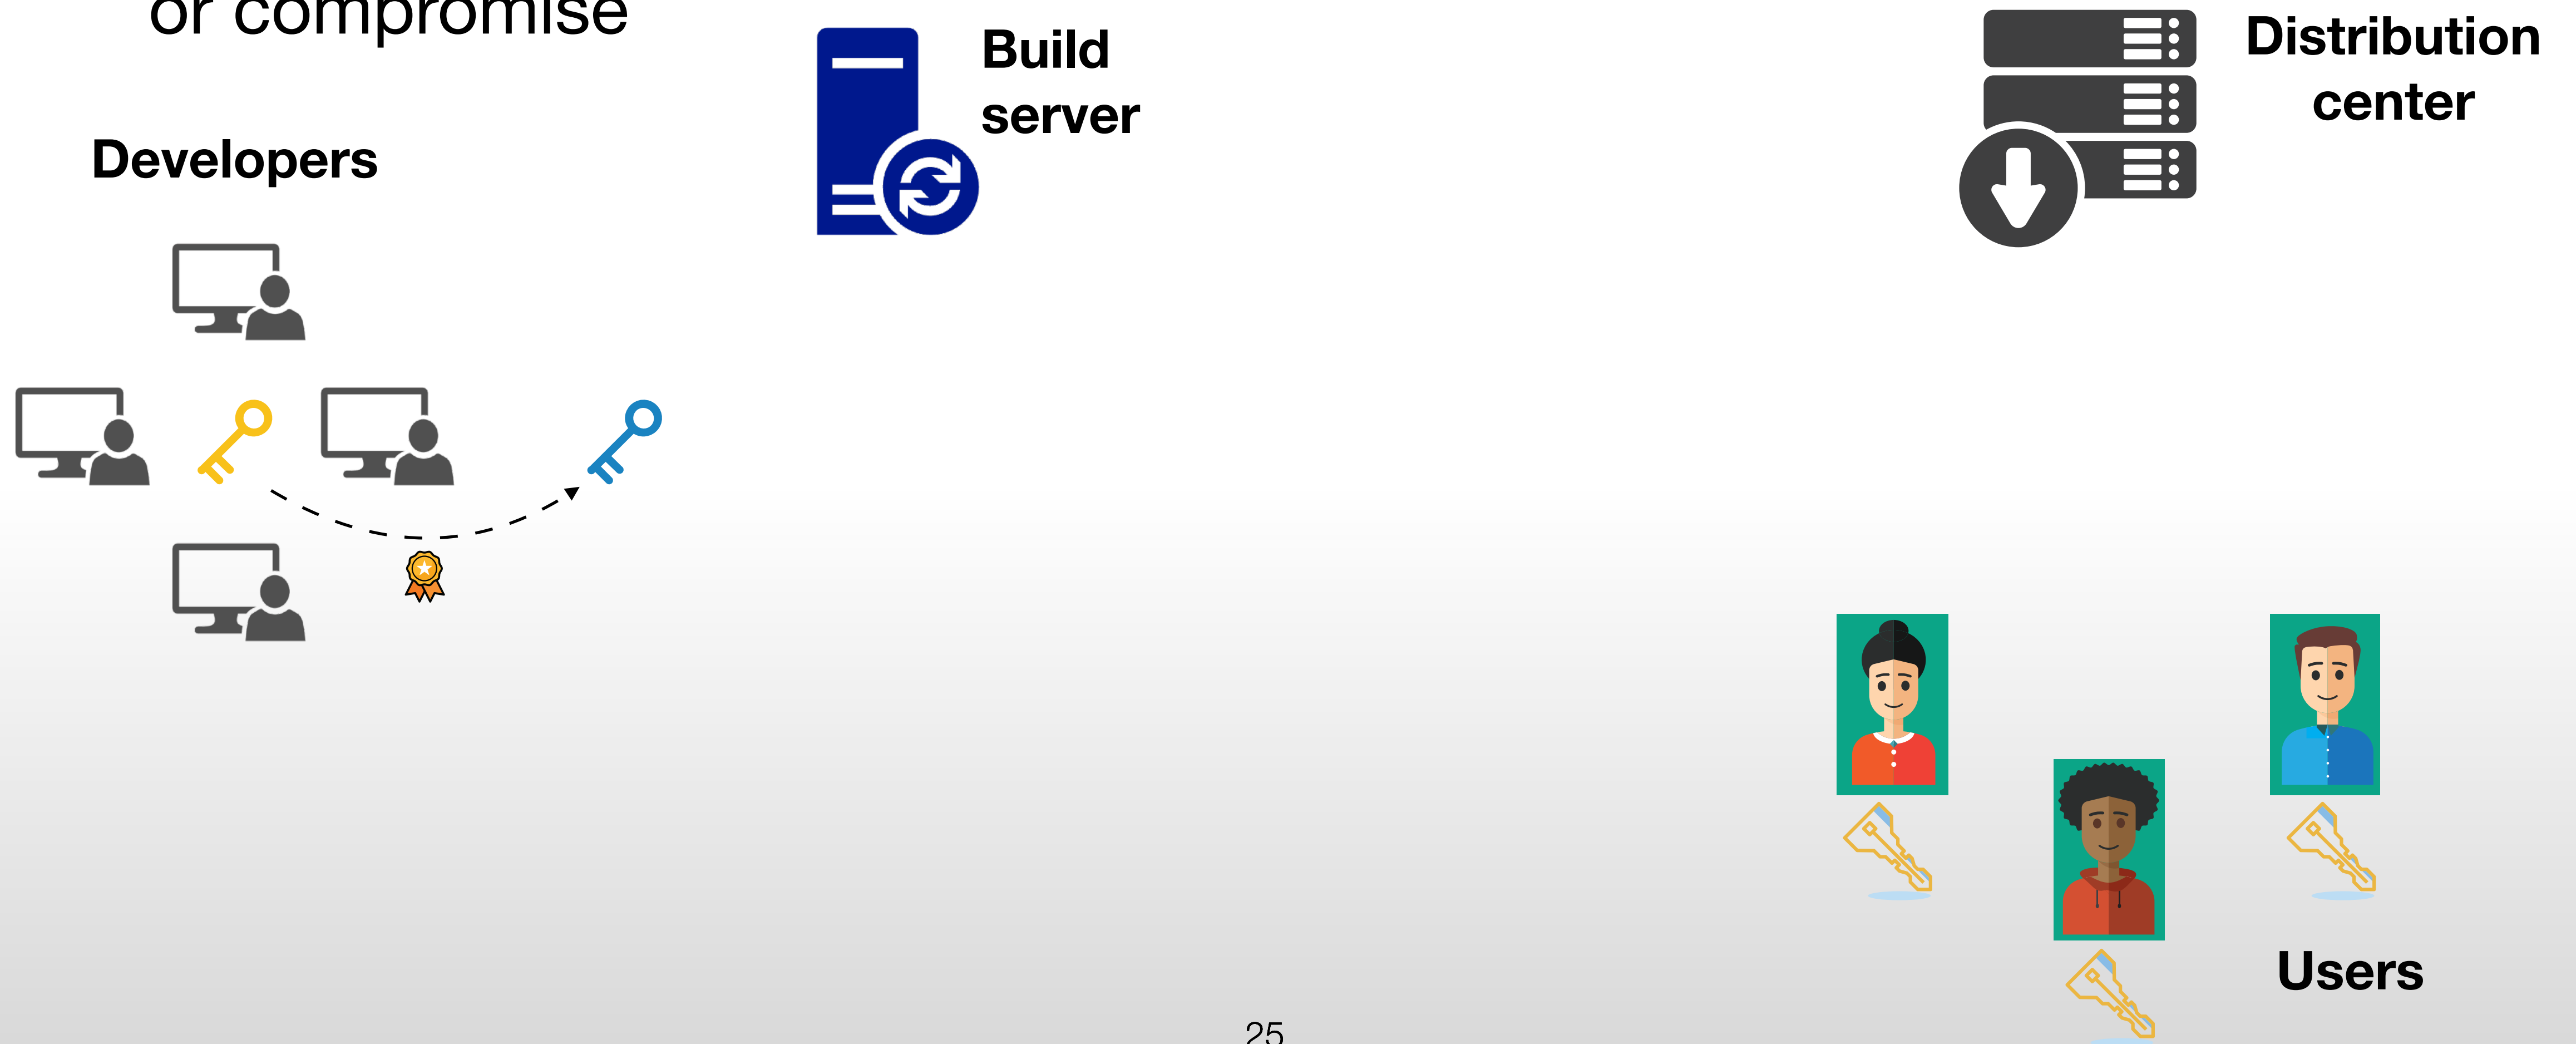 or compromise
Build
server
Distribution
center
Developers
Users
25